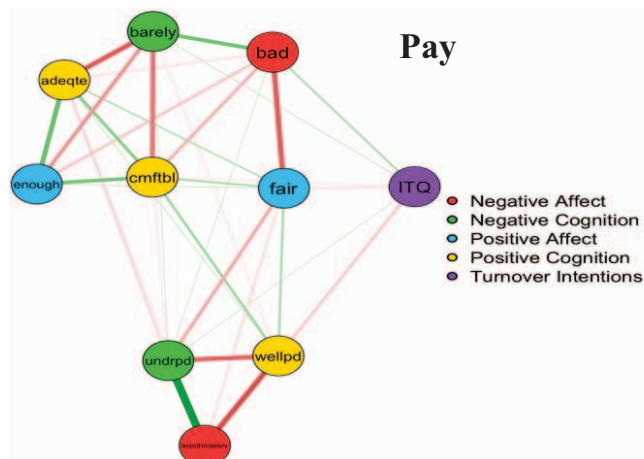 Pay
barely
bad
adeqte
enough
cmftbl
fair
ITQ
Negative Affect
Negative Cognition
Positive Affect
Positive Cognition
Turnover Intentions
undrpd
wellpd